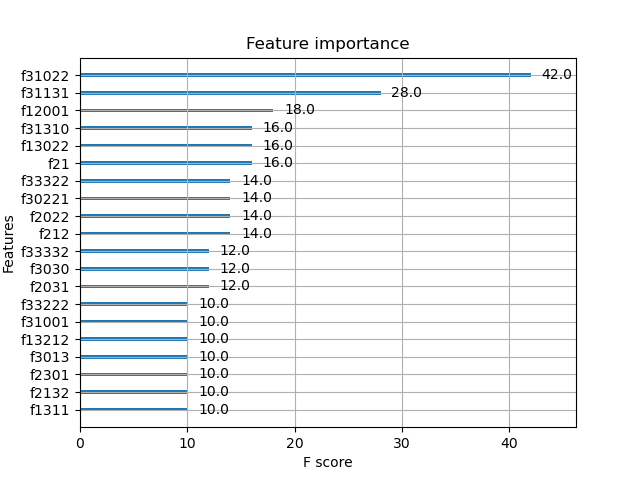 Feature importance
f31022 42.0
f31131 28.0
f12001 18.0
f31310 16.0
f13022 16.0
f21 16.0
f33322 14.0
f30221 14.0
f2022 14.0
f212 14.0
f33332 12.0
f3030 12.0
f2031 12.0
f33222 10.0
f31001 10.0
f13212 10.0
f3013 10.0
f2301 10.0
f2132 10.0
f1311 10.0
Features
0 10 20 30 40
F score